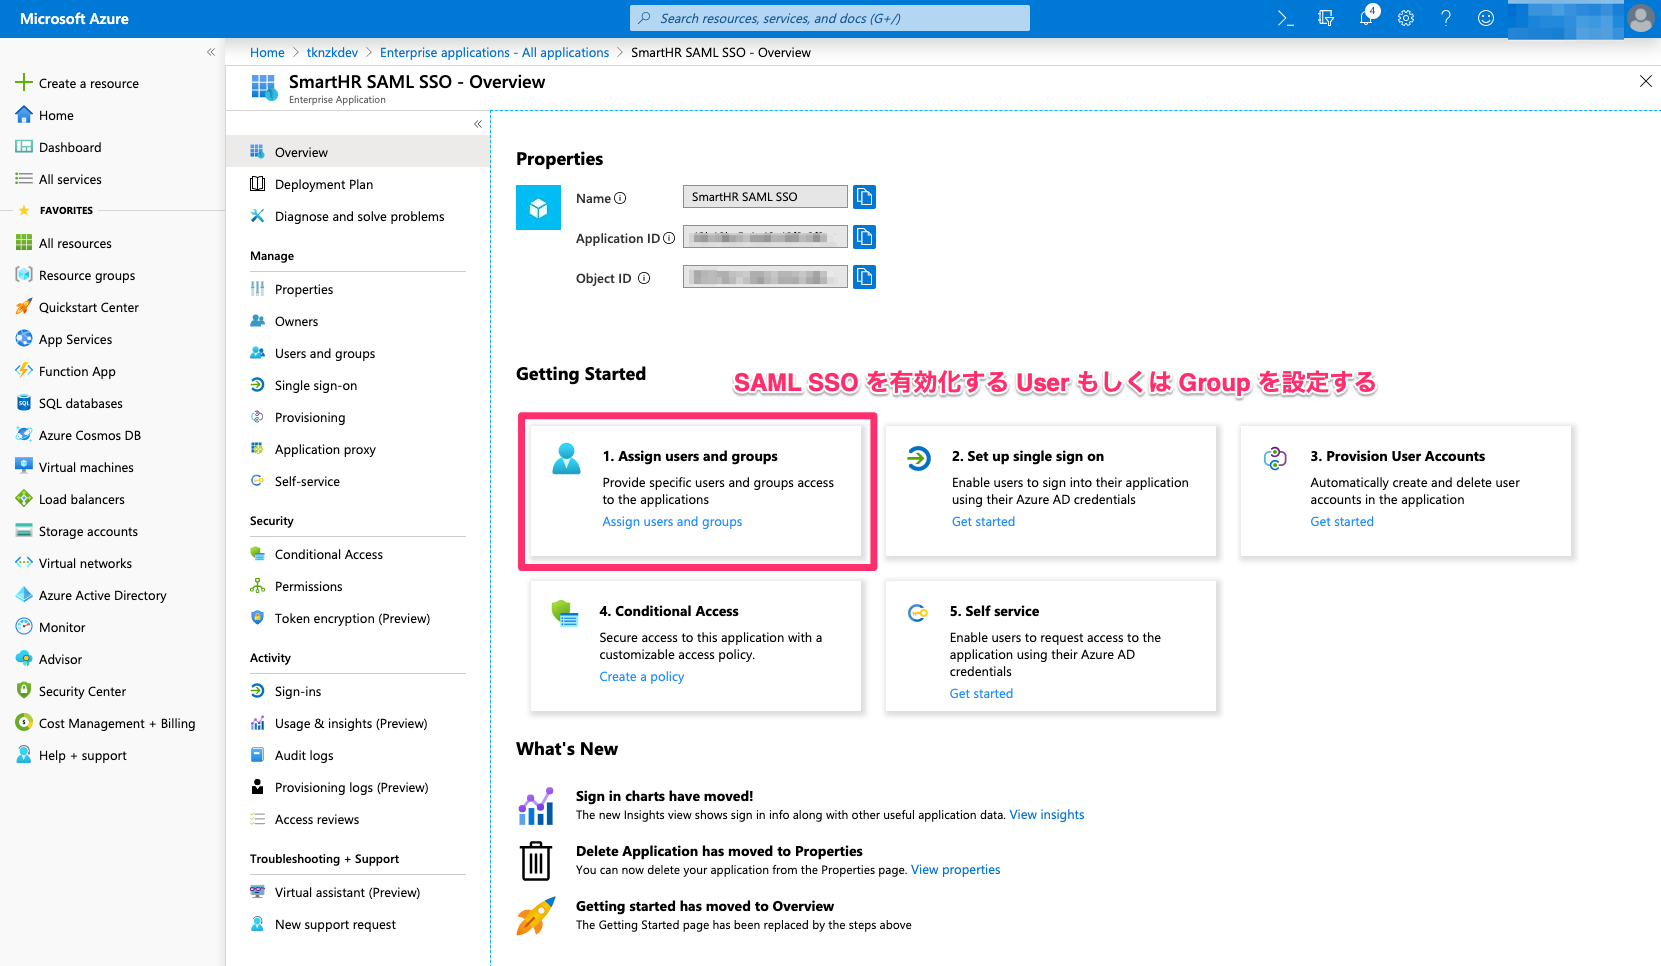 Microsoft Azure
Search resources, services, and docs (G+/)
4
Home > tknzkdev > Enterprise applications - All applications > SmartHR SAML SSO - Overview
SmartHR SAML SSO - Overview
Enterprise Application
Create a resource
Home
Dashboard
All services
FAVORITES
All resources
Resource groups
Quickstart Center
App Services
Function App
SQL databases
Azure Cosmos DB
Virtual machines
Load balancers
Storage accounts
Virtual networks
Azure Active Directory
Monitor
Advisor
Security Center
Cost Management + Billing
Help + support
Overview
Deployment Plan
Diagnose and solve problems
Manage
Properties
Owners
Users and groups
Single sign-on
Provisioning
Application proxy
Self-service
Security
Conditional Access
Permissions
Token encryption (Preview)
Activity
Sign-ins
Usage & insights (Preview)
Audit logs
Provisioning logs (Preview)
Access reviews
Troubleshooting + Support
Virtual assistant (Preview)
New support request
Properties
Name
SmartHR SAML SSO
Application ID
Object ID
Getting Started
SAML SSO を有効化する User もしくは Group を設定する
1. Assign users and groups
Provide specific users and groups access
to the applications
Assign users and groups
2. Set up single sign on
Enable users to sign into their application
using their Azure AD credentials
Get started
3. Provision User Accounts
Automatically create and delete user
accounts in the application
Get started
4. Conditional Access
Secure access to this application with a
customizable access policy.
Create a policy
5. Self service
Enable users to request access to the
application using their Azure AD
credentials
Get started
What's New
Sign in charts have moved!
The new Insights view shows sign in info along with other useful application data. View insights
Delete Application has moved to Properties
You can now delete your application from the Properties page. View properties
Getting started has moved to Overview
The Getting Started page has been replaced by the steps above